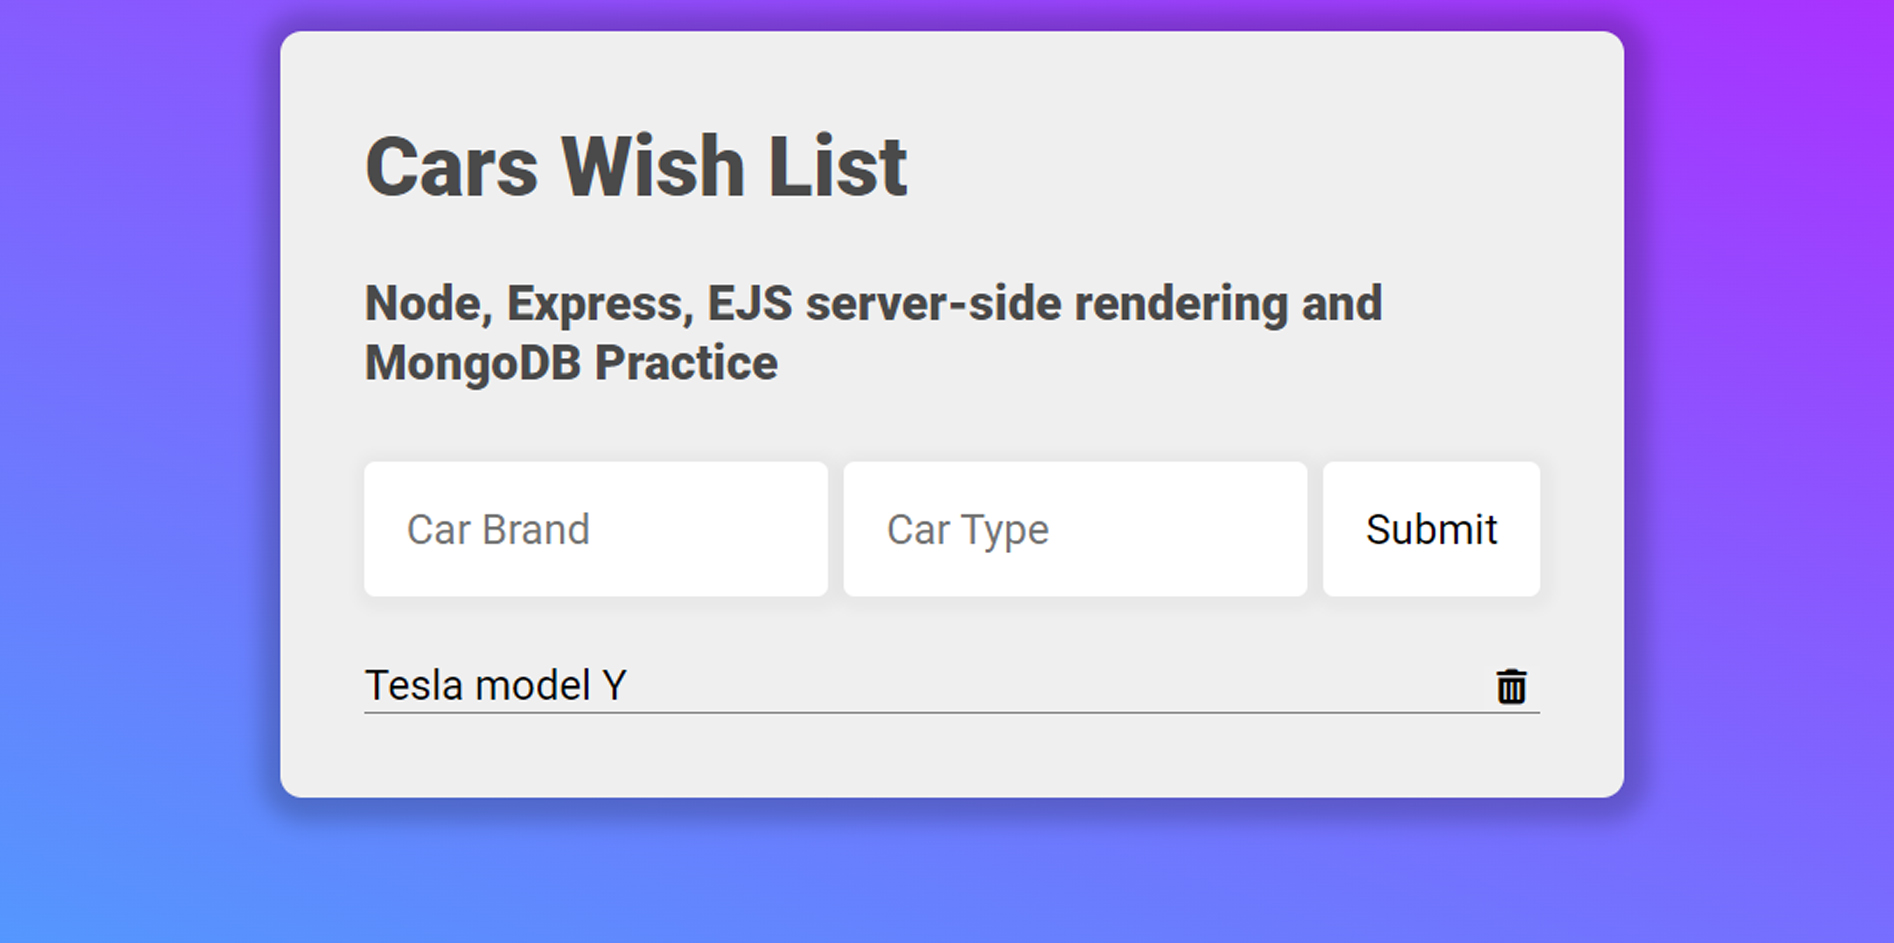 Cars Wish List
Node, Express, EJS server-side rendering and
MongoDB Practice
Car Brand
Car Type
Submit
Tesla model Y